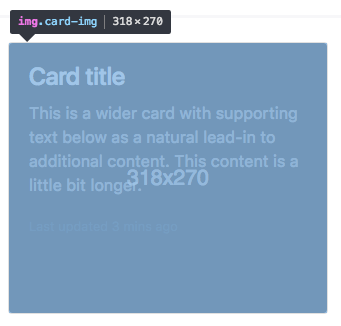 img.card-img | 318×270
Card title
This is a wider card with supporting
text below as a natural lead-in to
additional content. This content is a
little bit longer.
318x270
Last updated 3 mins ago